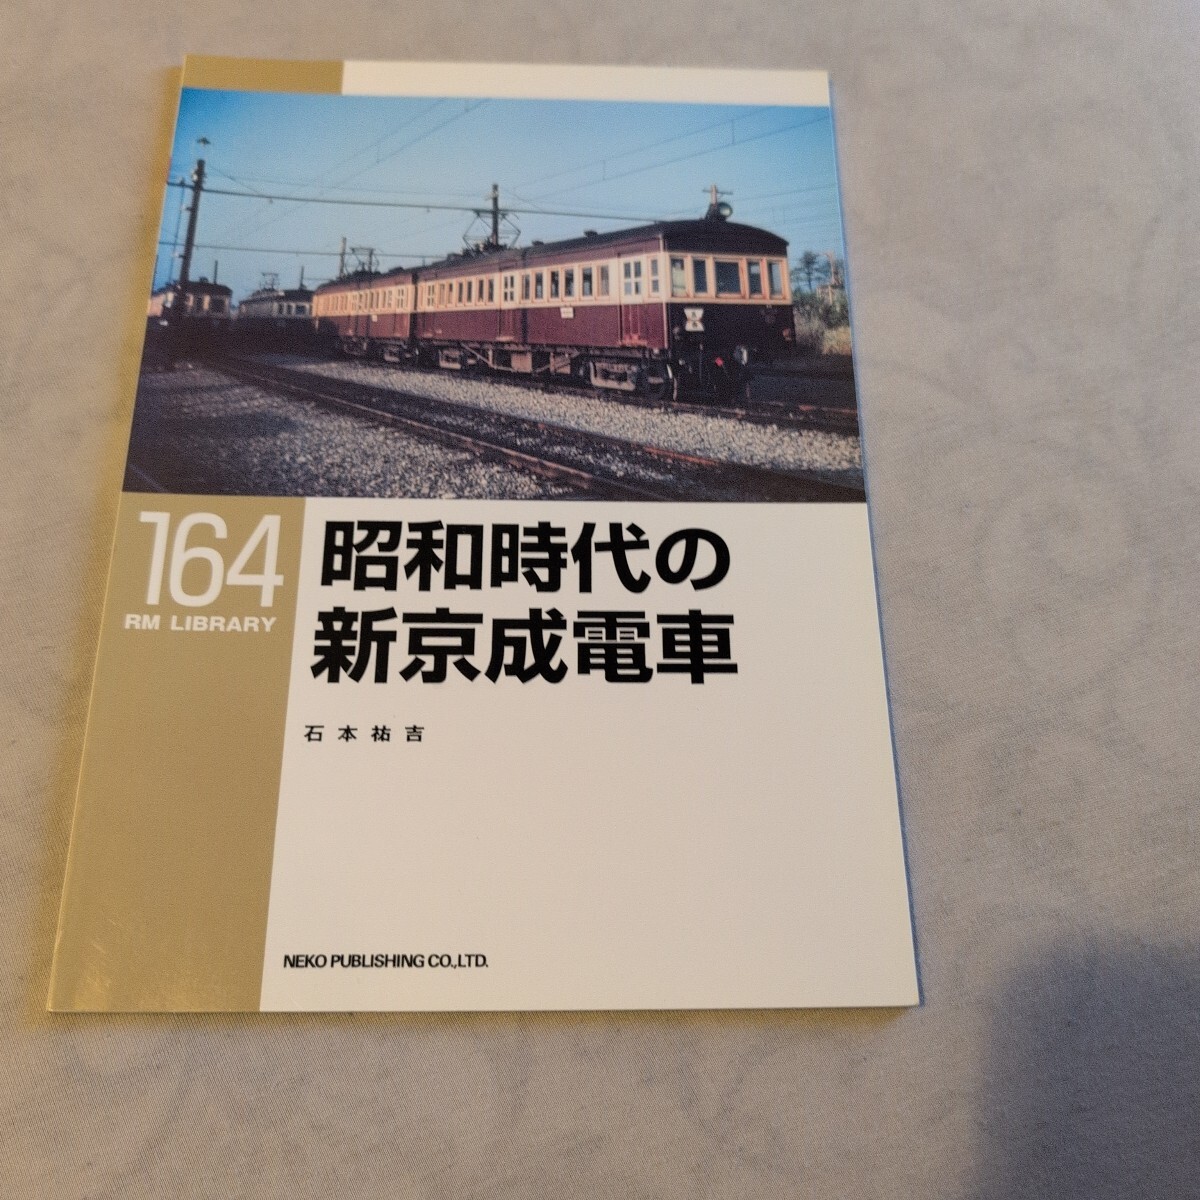 164
RM LIBRARY
昭和時代の
新京成電車
石本祐吉
NEKO PUBLISHING CO.,LTD.